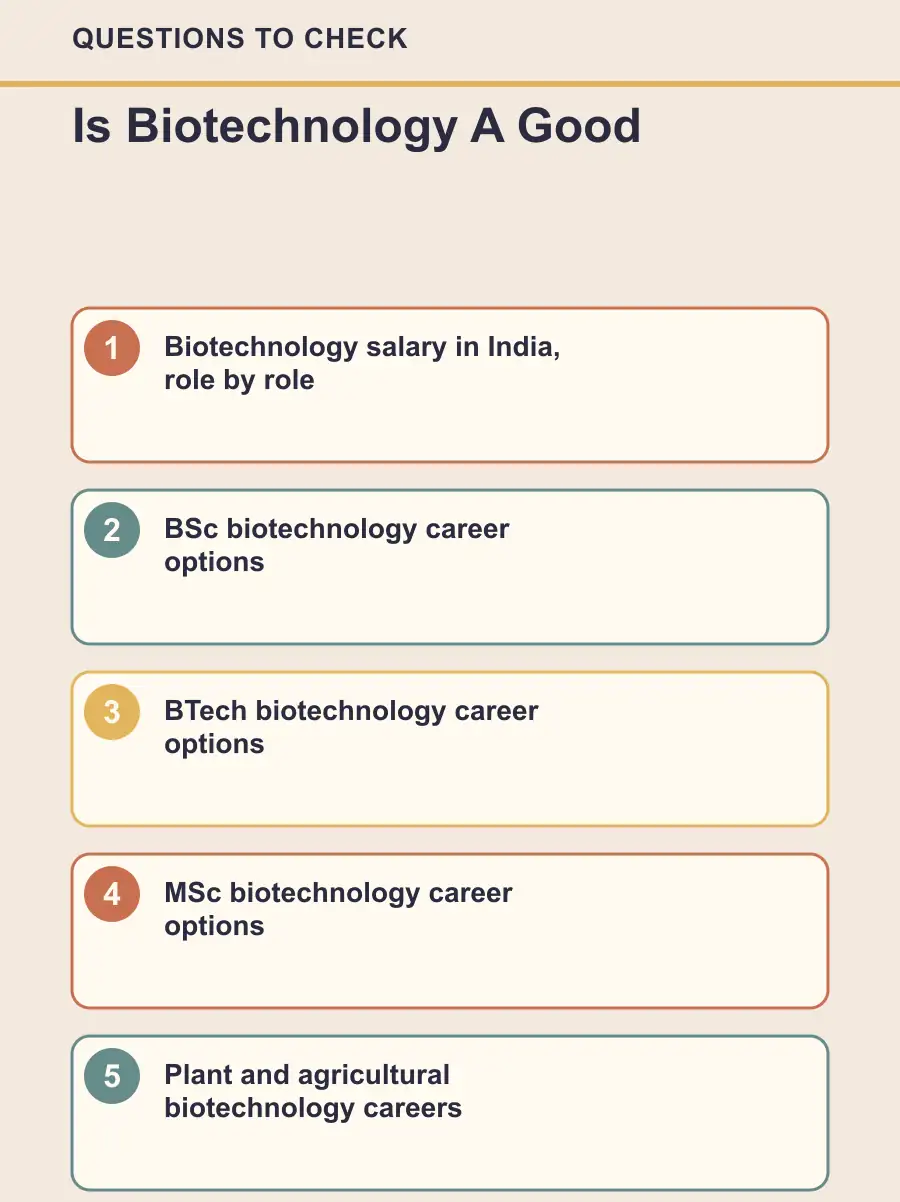 QUESTIONS TO CHECK
Is Biotechnology A Good
1
Biotechnology salary in India,
role by role
2
BSc biotechnology career
options
3
BTech biotechnology career
options
4
MSc biotechnology career
options
5
Plant and agricultural
biotechnology careers